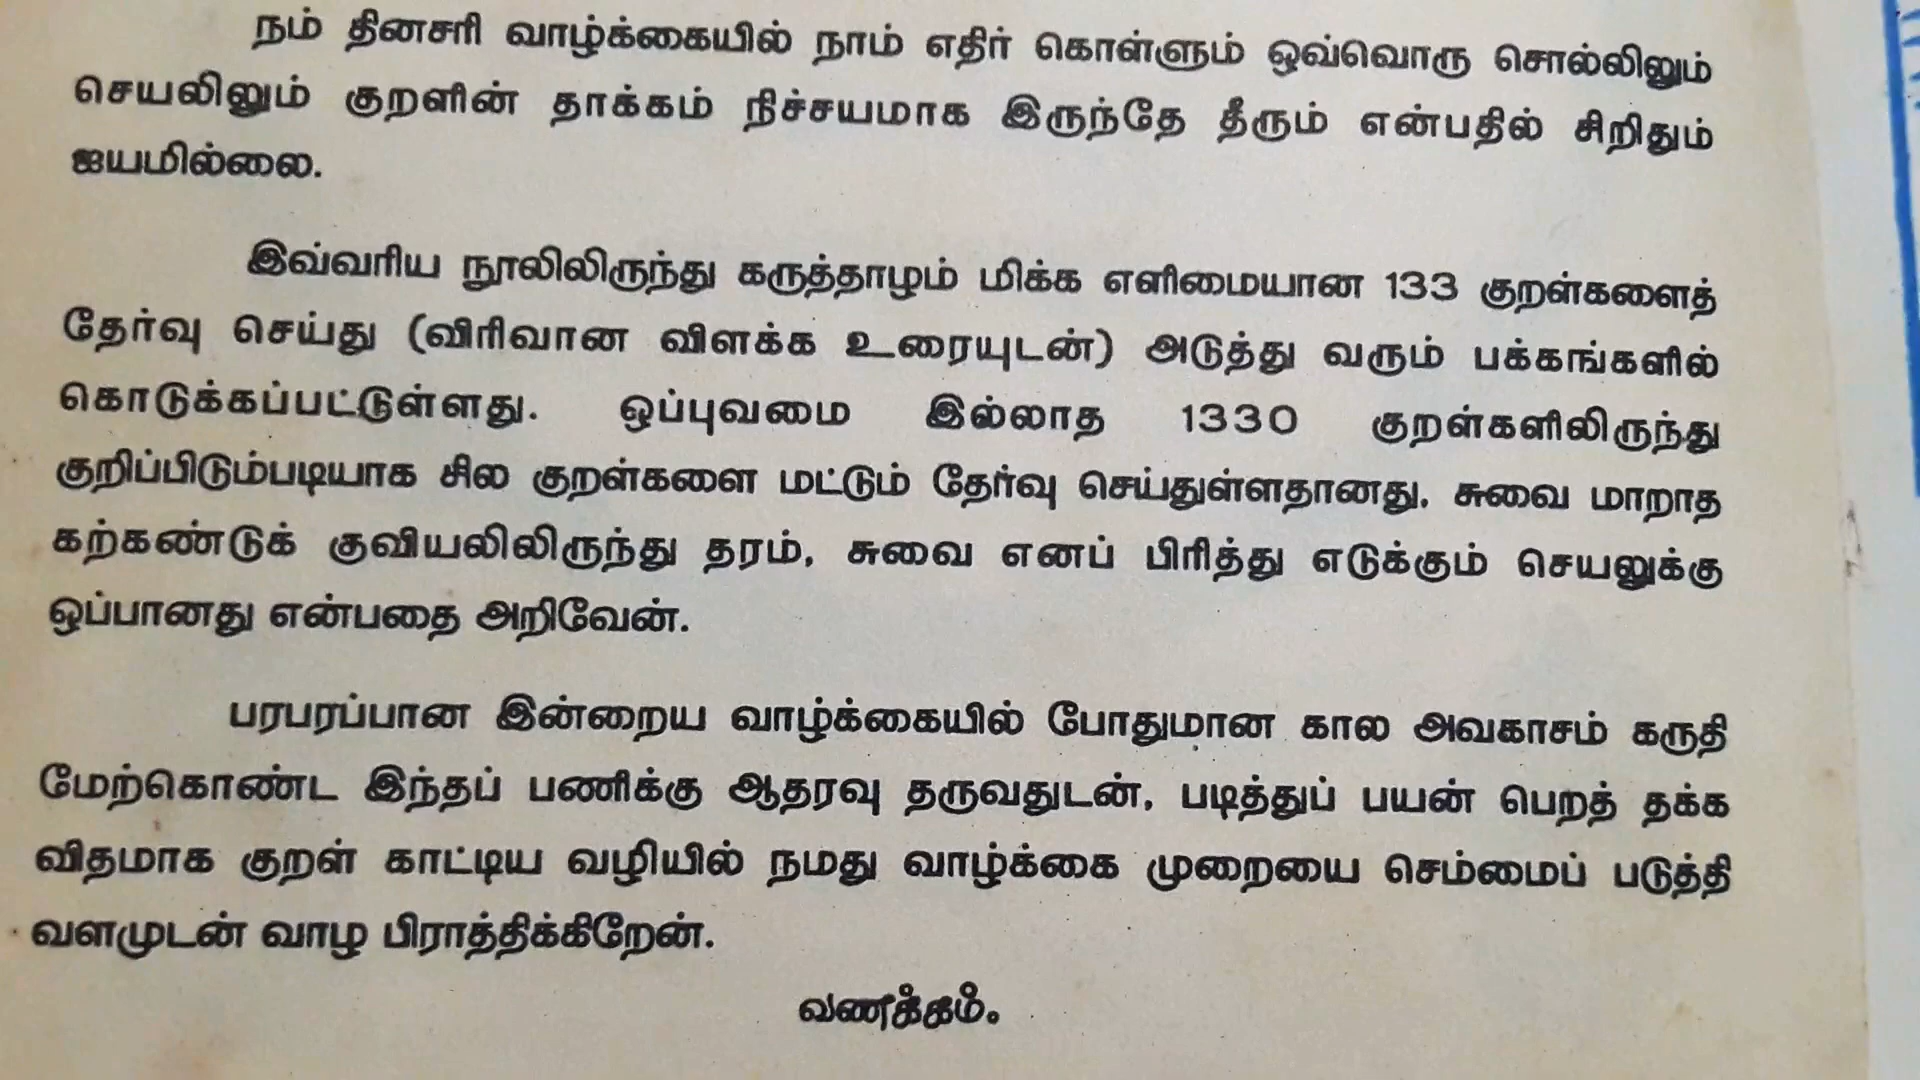 நம் தினசரி வாழ்க்கையில் நாம் எதிர் கொள்ளும் ஒவ்வொரு சொல்லினும்
செயலினும் குறளின் தாக்கம் நிச்சயமாக இருந்தே தீரும் என்பதில் சிறிதும்
ஐயமில்லை.
இவ்வரிய நூலிலிருந்து கருத்தாழம் மிக்க எளிமையான 133 குறள்களைத்
தேர்வு செய்து (விரிவான விளக்க உரையுடன்) அடுத்து வரும் பக்கங்களில்
கொடுக்கப்பட்டுள்ளது. ஒப்புவமை இல்லாத 1330 குறள்களிலிருந்து
குறிப்பிடும்படியாக சில குறள்களை மட்டும் தேர்வு செய்துள்ளதானது, சுவை மாறாத
கற்கண்டுக் குவியலிலிருந்து தரம், சுவை எனப் பிரித்து எடுக்கும் செயலுக்கு
ஒப்பானது என்பதை அறிவேன்.
பரபரப்பான இன்றைய வாழ்க்கையில் போதுமான கால அவகாசம் கருதி
மேற்கொண்ட இந்தப் பணிக்கு ஆதரவு தருவதுடன், படித்துப் பயன் பெறத் தக்க
விதமாக குறள் காட்டிய வழியில் நமது வாழ்க்கை முறையை செம்மைப் படுத்தி
வளமுடன் வாழ பிராத்திக்கிறேன்.
வணக்கம்.